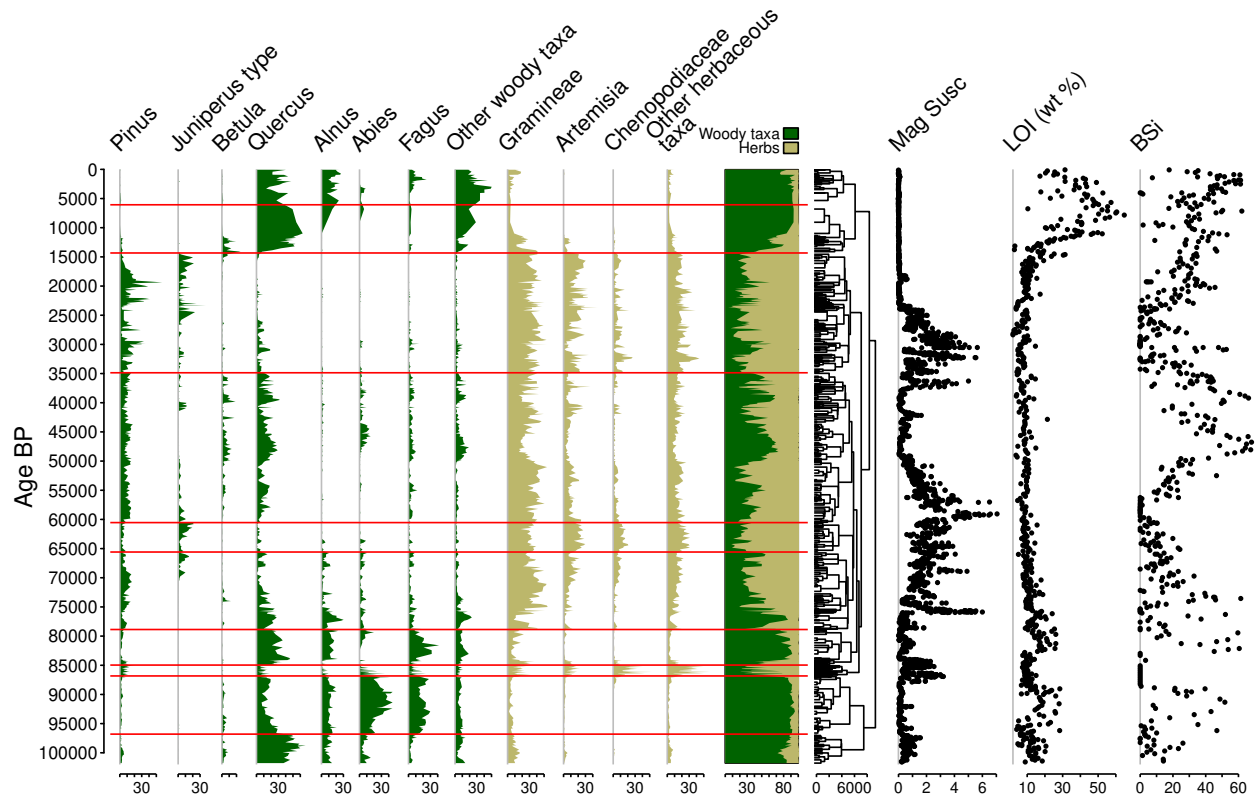 Pinus
Juniperus type
Betula
Quercus
Alnus
Abies
Fagus
Other woody taxa
Gramineae
Artemisia
Chenopodiaceae
Other herbaceous
taxa
Woody taxa
Herbs
Mag Susc
LOI (wt %)
BSi
Age BP
0
5000
10000
15000
20000
25000
30000
35000
40000
45000
50000
55000
60000
65000
70000
75000
80000
85000
90000
95000
100000
30 30 30 30 30 30 30 30 30 30 30 30 80 0 6000 0 2 4 6 10 30 50 0 20 40 60